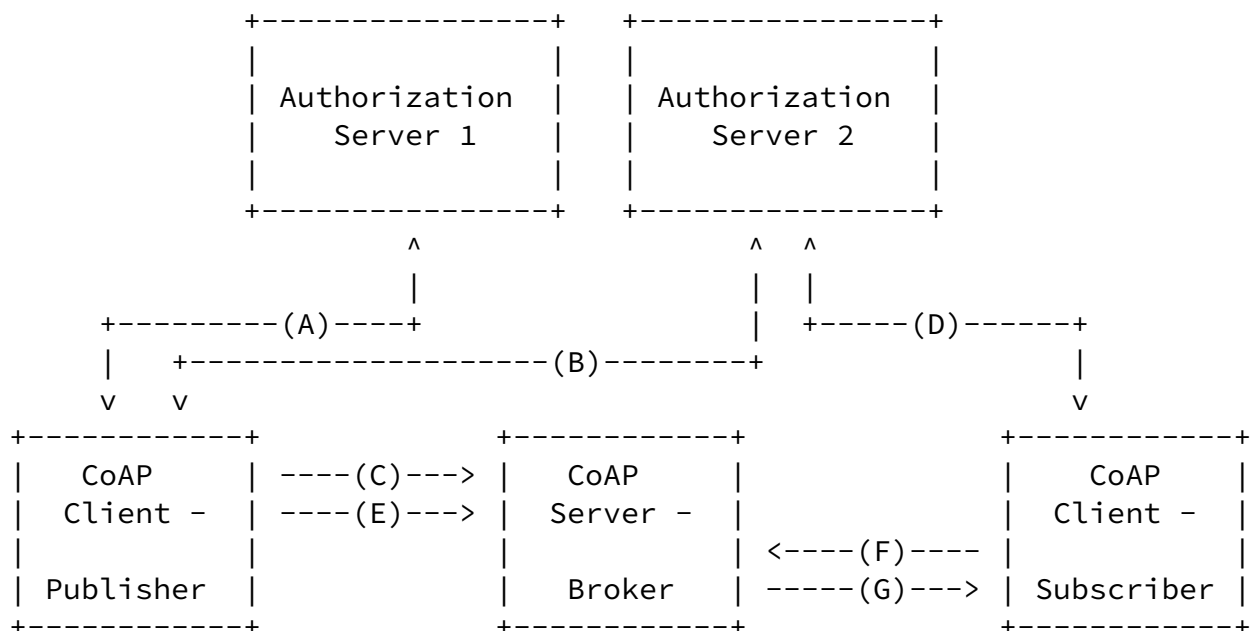 Authorization Authorization
Server 1 Server 2
(A) (D)
(B)
CoAP CoAP CoAP
(C)
Client - Server - Client -
(E)
(F)
Publisher Broker Subscriber
(G)